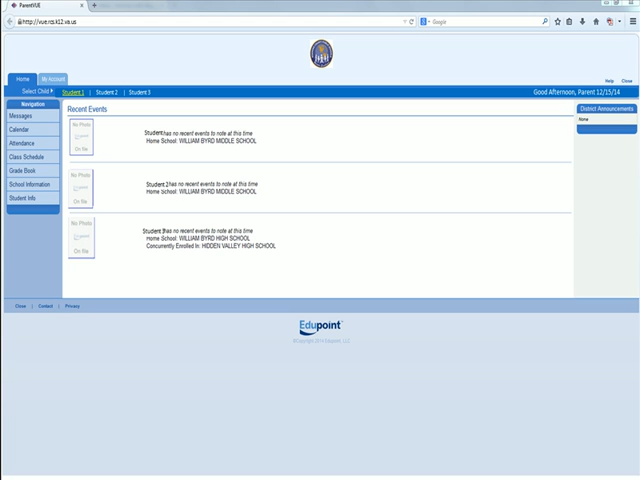 ParentVUE
http://vue.rcs.k12.va.us
Google
Home
My Account
Help
Close
Select Child
Student 1 | Student 2 | Student 3
Good Afternoon, Parent 12/15/14
Navigation
Messages
Calendar
Attendance
Class Schedule
Grade Book
School Information
Student Info
Recent Events
No Photo
On file
Student has no recent events to note at this time
Home School: WILLIAM BYRD MIDDLE SCHOOL
No Photo
On file
Student 2 has no recent events to note at this time
Home School: WILLIAM BYRD MIDDLE SCHOOL
No Photo
On file
Student 3 has no recent events to note at this time
Home School: WILLIAM BYRD HIGH SCHOOL
Concurrently Enrolled In: HIDDEN VALLEY HIGH SCHOOL
District Announcements
Close | Contact | Privacy
Edupoint
©Copyright 2014 Edupoint, LLC